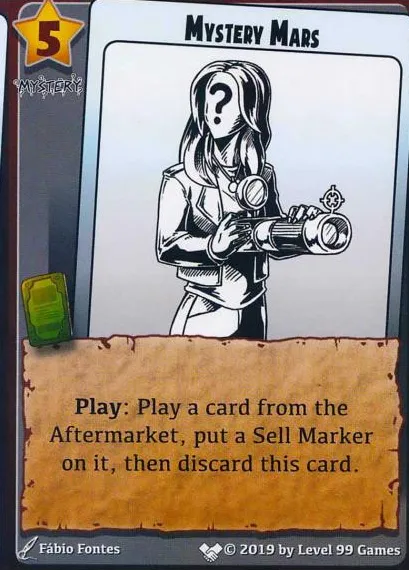 5
MYSTERY
MYSTERY MARS
?
Play: Play a card from the
Aftermarket, put a Sell Marker
on it, then discard this card.
Fábio Fontes
© 2019 by Level 99 Games